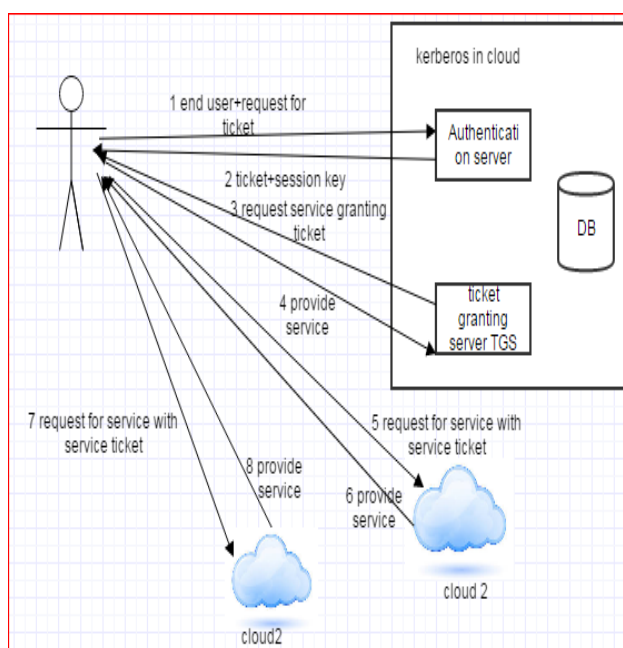 kerberos in cloud
1 end user+request for
ticket
Authenticati
on server
2 ticket+session key
3 request service granting
ticket
DB
ticket
granting
server TGS
4 provide
service
7 request for service with
service ticket
5 request for service with
service ticket
8 provide
service
6 provide
service
cloud 2
cloud2